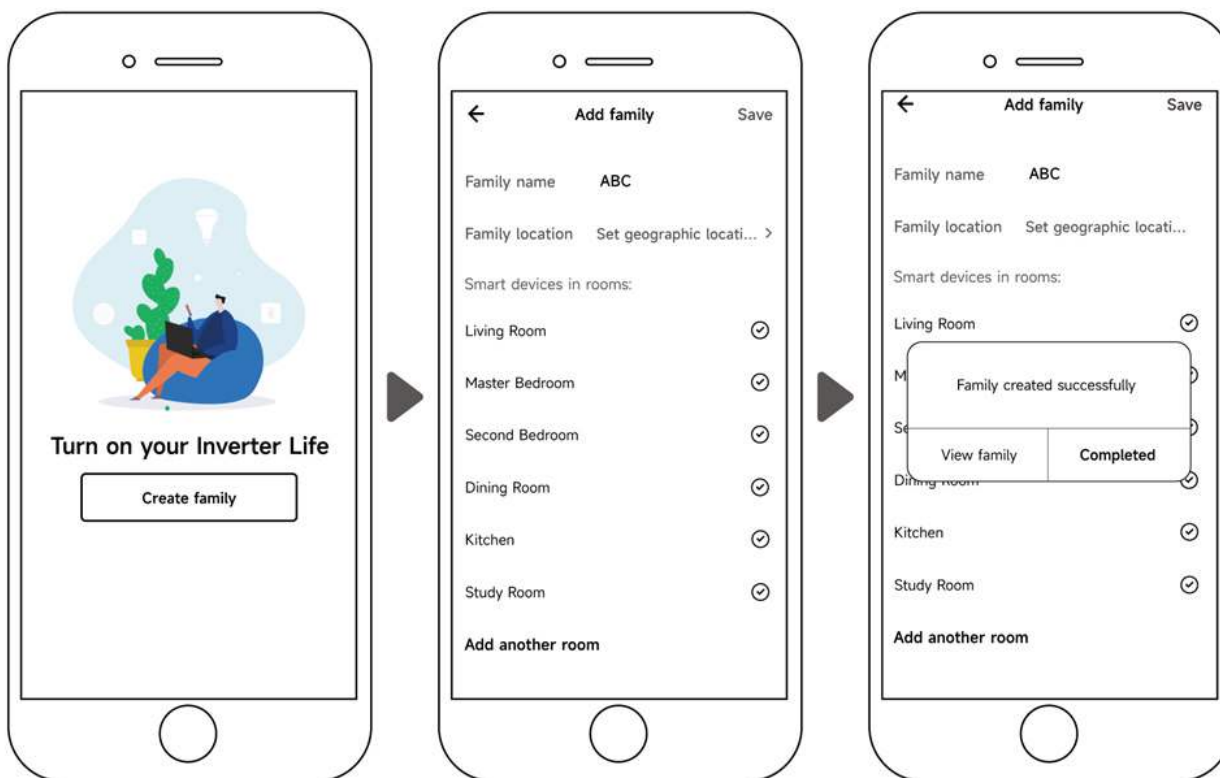 Turn on your Inverter Life
Create family
Add family Save
Family name ABC
Family location Set geographic locati...
Smart devices in rooms:
Living Room
Master Bedroom
Second Bedroom
Dining Room
Kitchen
Study Room
Add another room
Add family Save
Family name ABC
Family location Set geographic locati...
Smart devices in rooms:
Living Room
M
Family created successfully
Se
View family Completed
Dining Room
Kitchen
Study Room
Add another room